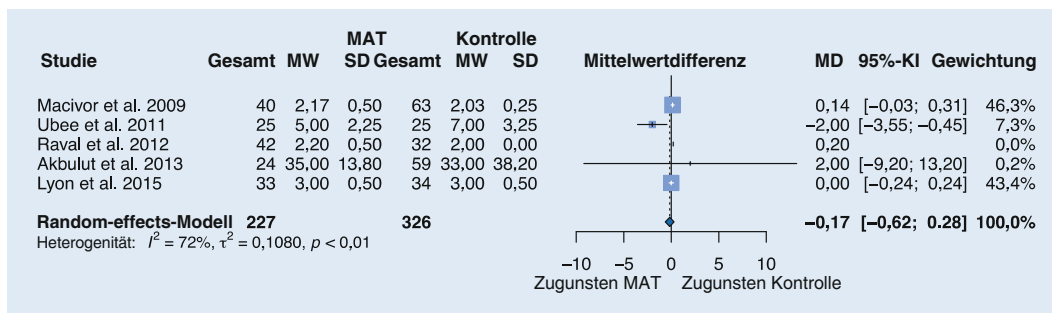 MAT Kontrolle
Studie Gesamt MW SD Gesamt MW SD Mittelwertdifferenz MD 95%-KI Gewichtung
Macivor et al. 2009 40 2,17 0,50 63 2,03 0,25 0,14 [−0,03; 0,31] 46,3%
Ubee et al. 2011 25 5,00 2,25 25 7,00 3,25 −2,00 [−3,55; −0,45] 7,3%
Raval et al. 2012 42 2,20 0,50 32 2,00 0,00 0,20 0,0%
Akbulut et al. 2013 24 35,00 13,80 59 33,00 38,20 2,00 [−9,20; 13,20] 0,2%
Lyon et al. 2015 33 3,00 0,50 34 3,00 0,50 0,00 [−0,24; 0,24] 43,4%
Random-effects-Modell 227 326 −0,17 [−0,62; 0.28] 100,0%
Heterogenität: I² = 72%, τ² = 0,1080, p < 0,01
−10 −5 0 5 10
Zugunsten MAT Zugunsten Kontrolle